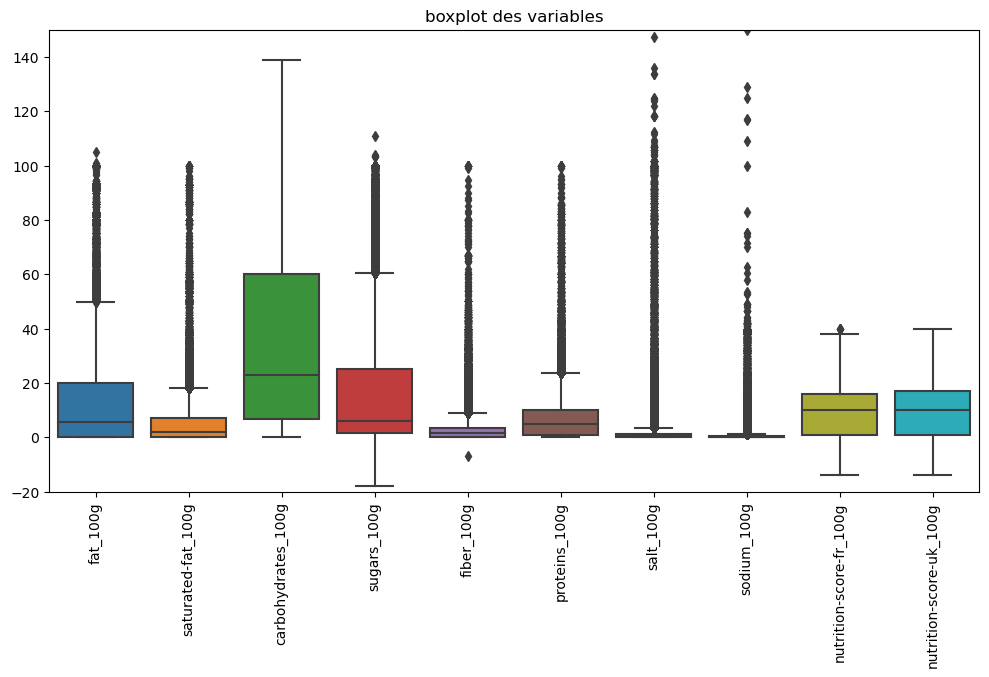 boxplot des variables
140
120
100
80
60
40
20
0
−20
fat_100g
saturated-fat_100g
carbohydrates_100g
sugars_100g
fiber_100g
proteins_100g
salt_100g
sodium_100g
nutrition-score-fr_100g
nutrition-score-uk_100g